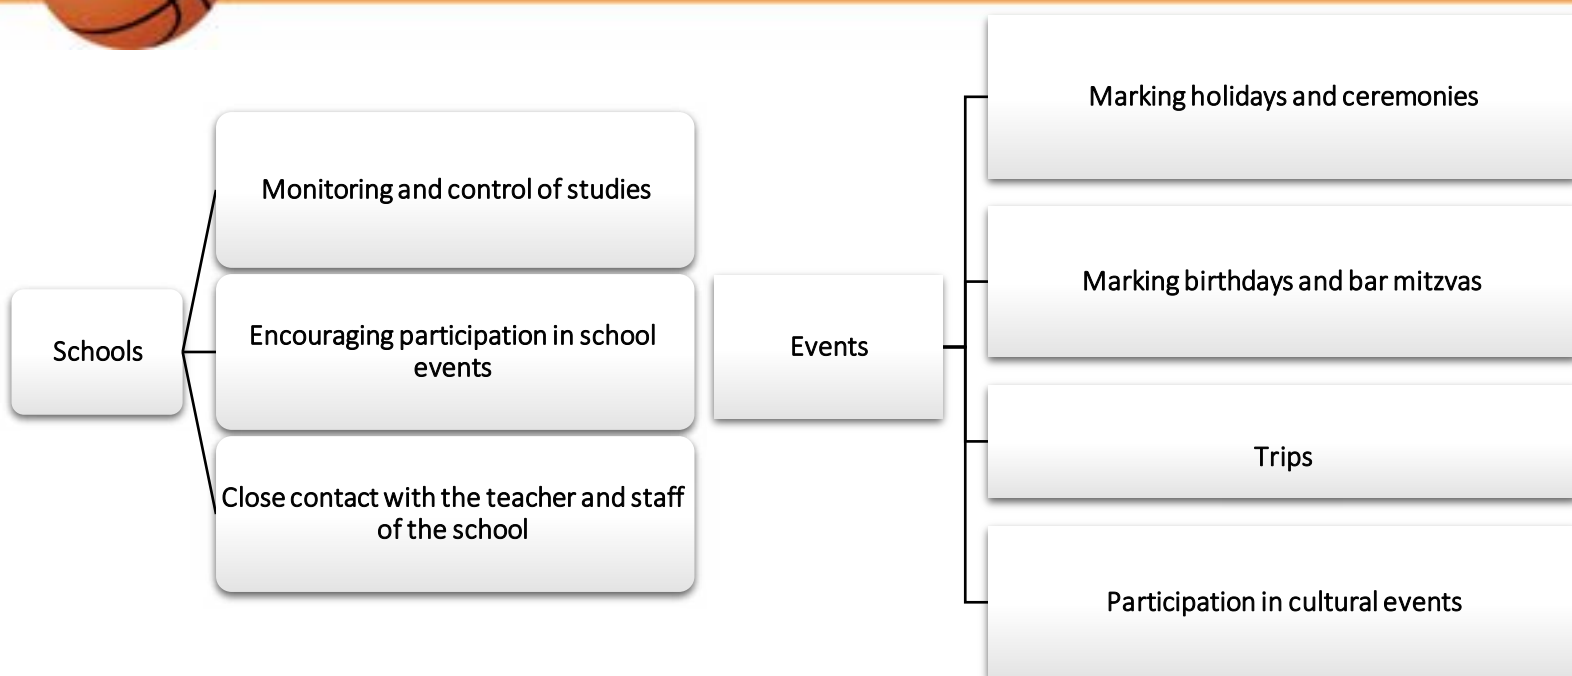 Schools
Monitoring and control of studies
Encouraging participation in school
events
Close contact with the teacher and staff
of the school
Events
Marking holidays and ceremonies
Marking birthdays and bar mitzvas
Trips
Participation in cultural events